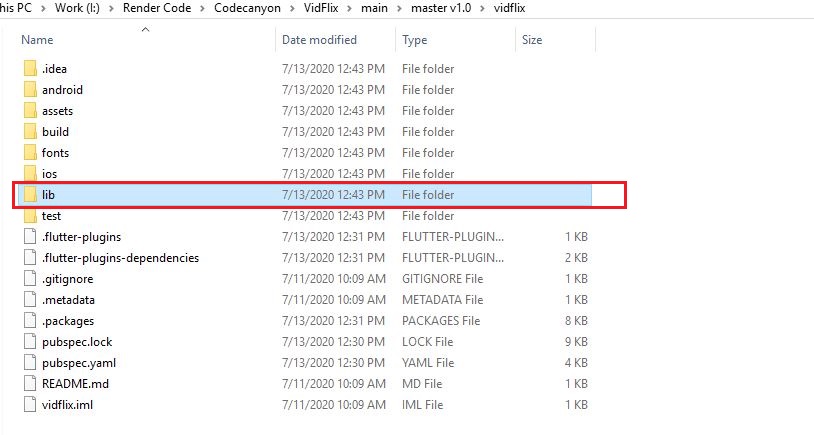 his PC > Work (I:) > Render Code > Codecanyon > VidFlix > main > master v1.0 > vidflix
Name Date modified Type Size
.idea 7/13/2020 12:43 PM File folder
android 7/13/2020 12:43 PM File folder
assets 7/13/2020 12:43 PM File folder
build 7/13/2020 12:43 PM File folder
fonts 7/13/2020 12:43 PM File folder
ios 7/13/2020 12:43 PM File folder
lib 7/13/2020 12:43 PM File folder
test 7/13/2020 12:43 PM File folder
.flutter-plugins 7/13/2020 12:31 PM FLUTTER-PLUGIN... 1 KB
.flutter-plugins-dependencies 7/13/2020 12:31 PM FLUTTER-PLUGIN... 2 KB
.gitignore 7/11/2020 10:09 AM GITIGNORE File 1 KB
.metadata 7/11/2020 10:09 AM METADATA File 1 KB
.packages 7/13/2020 12:31 PM PACKAGES File 8 KB
pubspec.lock 7/13/2020 12:30 PM LOCK File 9 KB
pubspec.yaml 7/13/2020 12:30 PM YAML File 4 KB
README.md 7/11/2020 10:09 AM MD File 1 KB
vidflix.iml 7/11/2020 10:09 AM IML File 1 KB